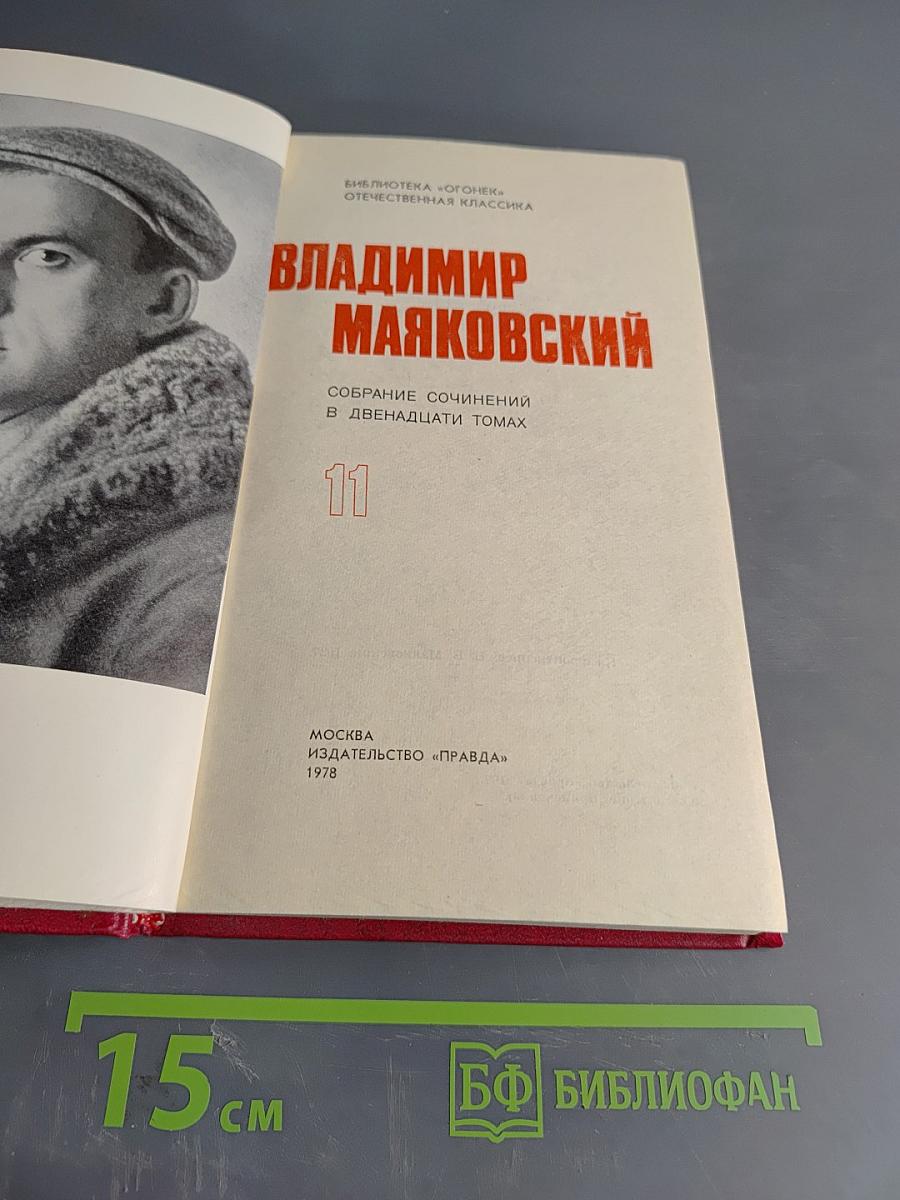 БИБЛИОТЕКА «ОГОНЕК»
ОТЕЧЕСТВЕННАЯ КЛАССИКА
ВЛАДИМИР
МАЯКОВСКИЙ
СОБРАНИЕ СОЧИНЕНИЙ
В ДВЕНАДЦАТИ ТОМАХ
11
МОСКВА
ИЗДАТЕЛЬСТВО «ПРАВДА»
1978
15 см
БФ БИБЛИОФАН